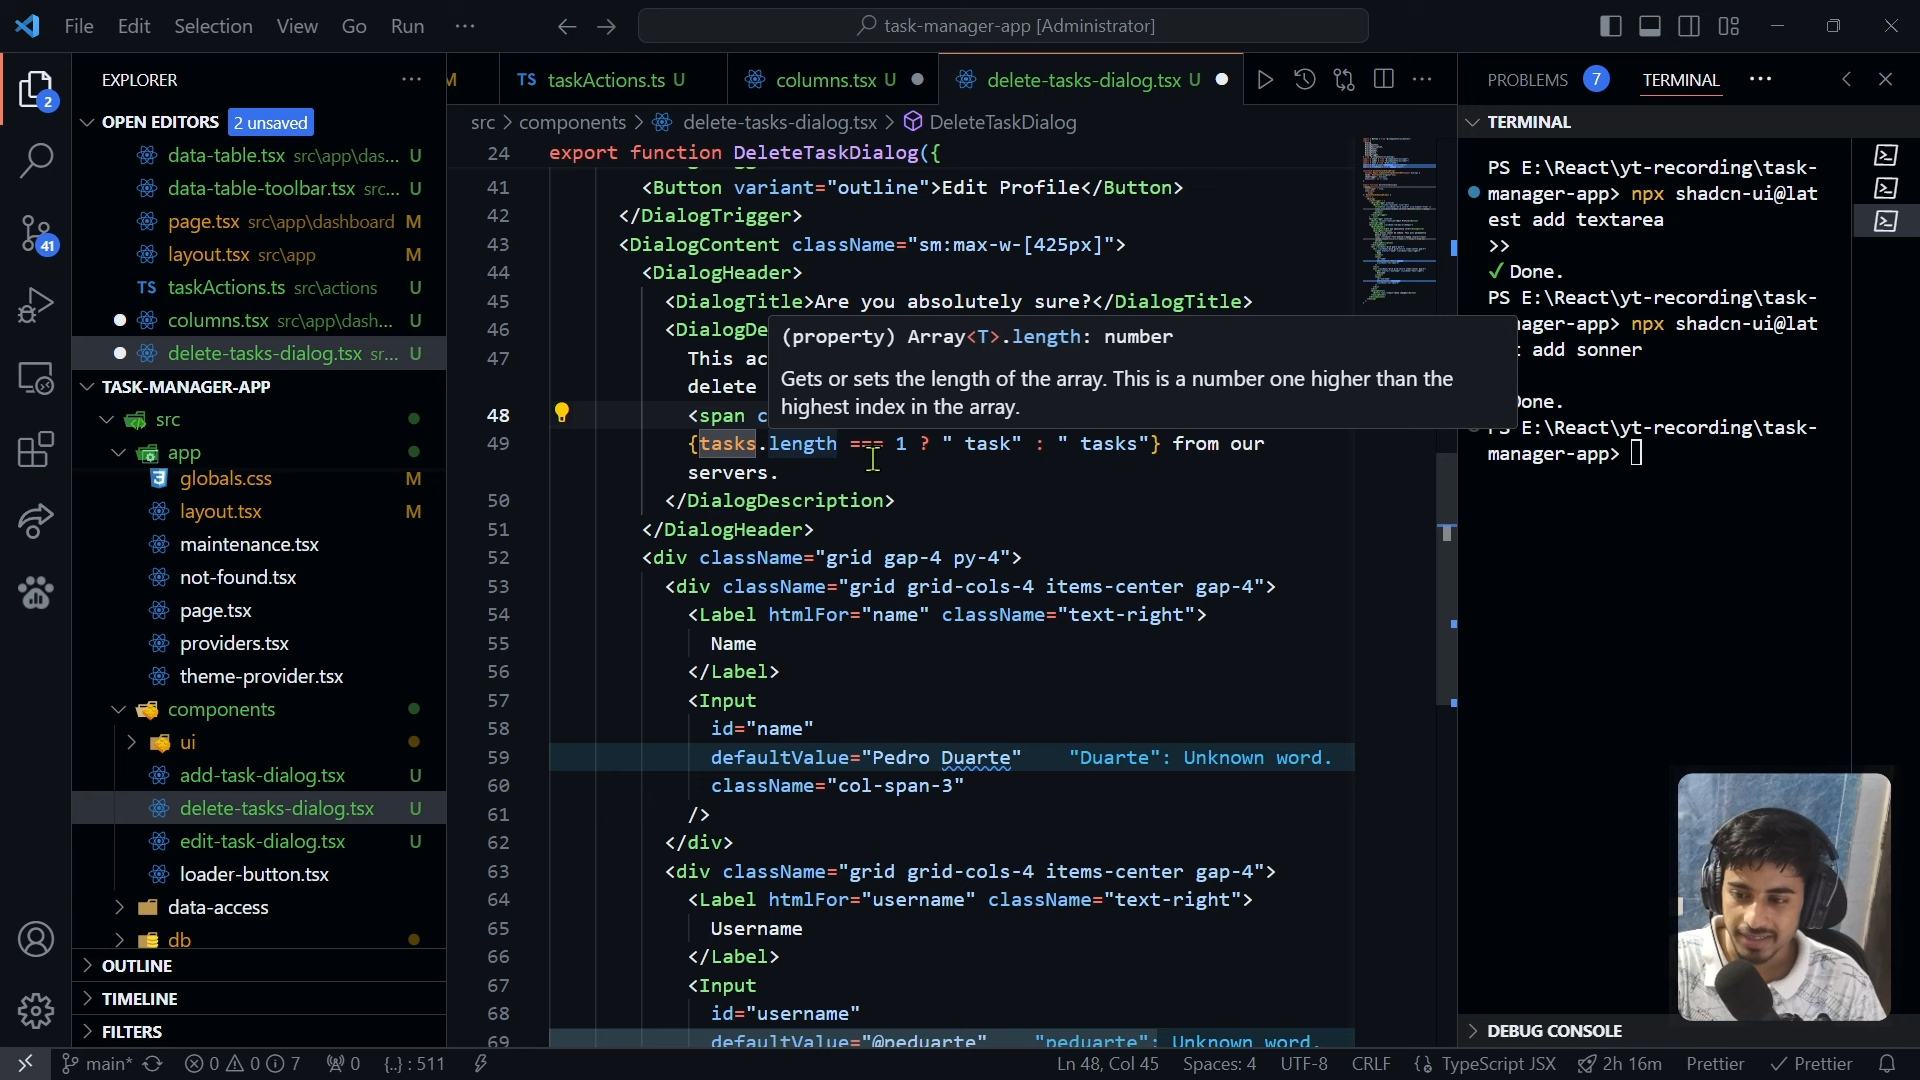 File Edit Selection View Go Run ···
task-manager-app [Administrator]
EXPLORER
OPEN EDITORS 2 unsaved
data-table.tsx src\app\das... U
data-table-toolbar.tsx src... U
page.tsx src\app\dashboard M
layout.tsx src\app M
TS taskActions.ts src\actions U
columns.tsx src\app\dash... U
delete-tasks-dialog.tsx sr... U
TASK-MANAGER-APP
src
app
globals.css M
layout.tsx M
maintenance.tsx
not-found.tsx
page.tsx
providers.tsx
theme-provider.tsx
components
ui
add-task-dialog.tsx U
delete-tasks-dialog.tsx U
edit-task-dialog.tsx U
loader-button.tsx
data-access
db
OUTLINE
TIMELINE
FILTERS
2
41
M
TS taskActions.ts U
columns.tsx U
delete-tasks-dialog.tsx U
src > components > delete-tasks-dialog.tsx > DeleteTaskDialog
24 export function DeleteTaskDialog({
41 <Button variant="outline">Edit Profile</Button>
42 </DialogTrigger>
43 <DialogContent className="sm:max-w-[425px]">
44 <DialogHeader>
45 <DialogTitle>Are you absolutely sure?</DialogTitle>
46 <DialogDe
47 This ac
delete
48 <span c
49 {tasks.length === 1 ? " task" : " tasks"} from our
servers.
50 </DialogDescription>
51 </DialogHeader>
52 <div className="grid gap-4 py-4">
53 <div className="grid grid-cols-4 items-center gap-4">
54 <Label htmlFor="name" className="text-right">
55 Name
56 </Label>
57 <Input
58 id="name"
59 defaultValue="Pedro Duarte" "Duarte": Unknown word.
60 className="col-span-3"
61 />
62 </div>
63 <div className="grid grid-cols-4 items-center gap-4">
64 <Label htmlFor="username" className="text-right">
65 Username
66 </Label>
67 <Input
68 id="username"
69 defaultValue="@peduarte" "peduarte": Unknown word.
(property) Array<T>.length: number
Gets or sets the length of the array. This is a number one higher than the
highest index in the array.
PROBLEMS 7 TERMINAL ···
TERMINAL
PS E:\React\yt-recording\task-
manager-app> npx shadcn-ui@lat
est add textarea
>>
✓ Done.
PS E:\React\yt-recording\task-
ager-app> npx shadcn-ui@lat
add sonner
one.
E:\React\yt-recording\task-
manager-app>
DEBUG CONSOLE
main* 0 0 7 0 {..} : 511
Ln 48, Col 45 Spaces: 4 UTF-8 CRLF TypeScript JSX 2h 16m Prettier ✓ Prettier